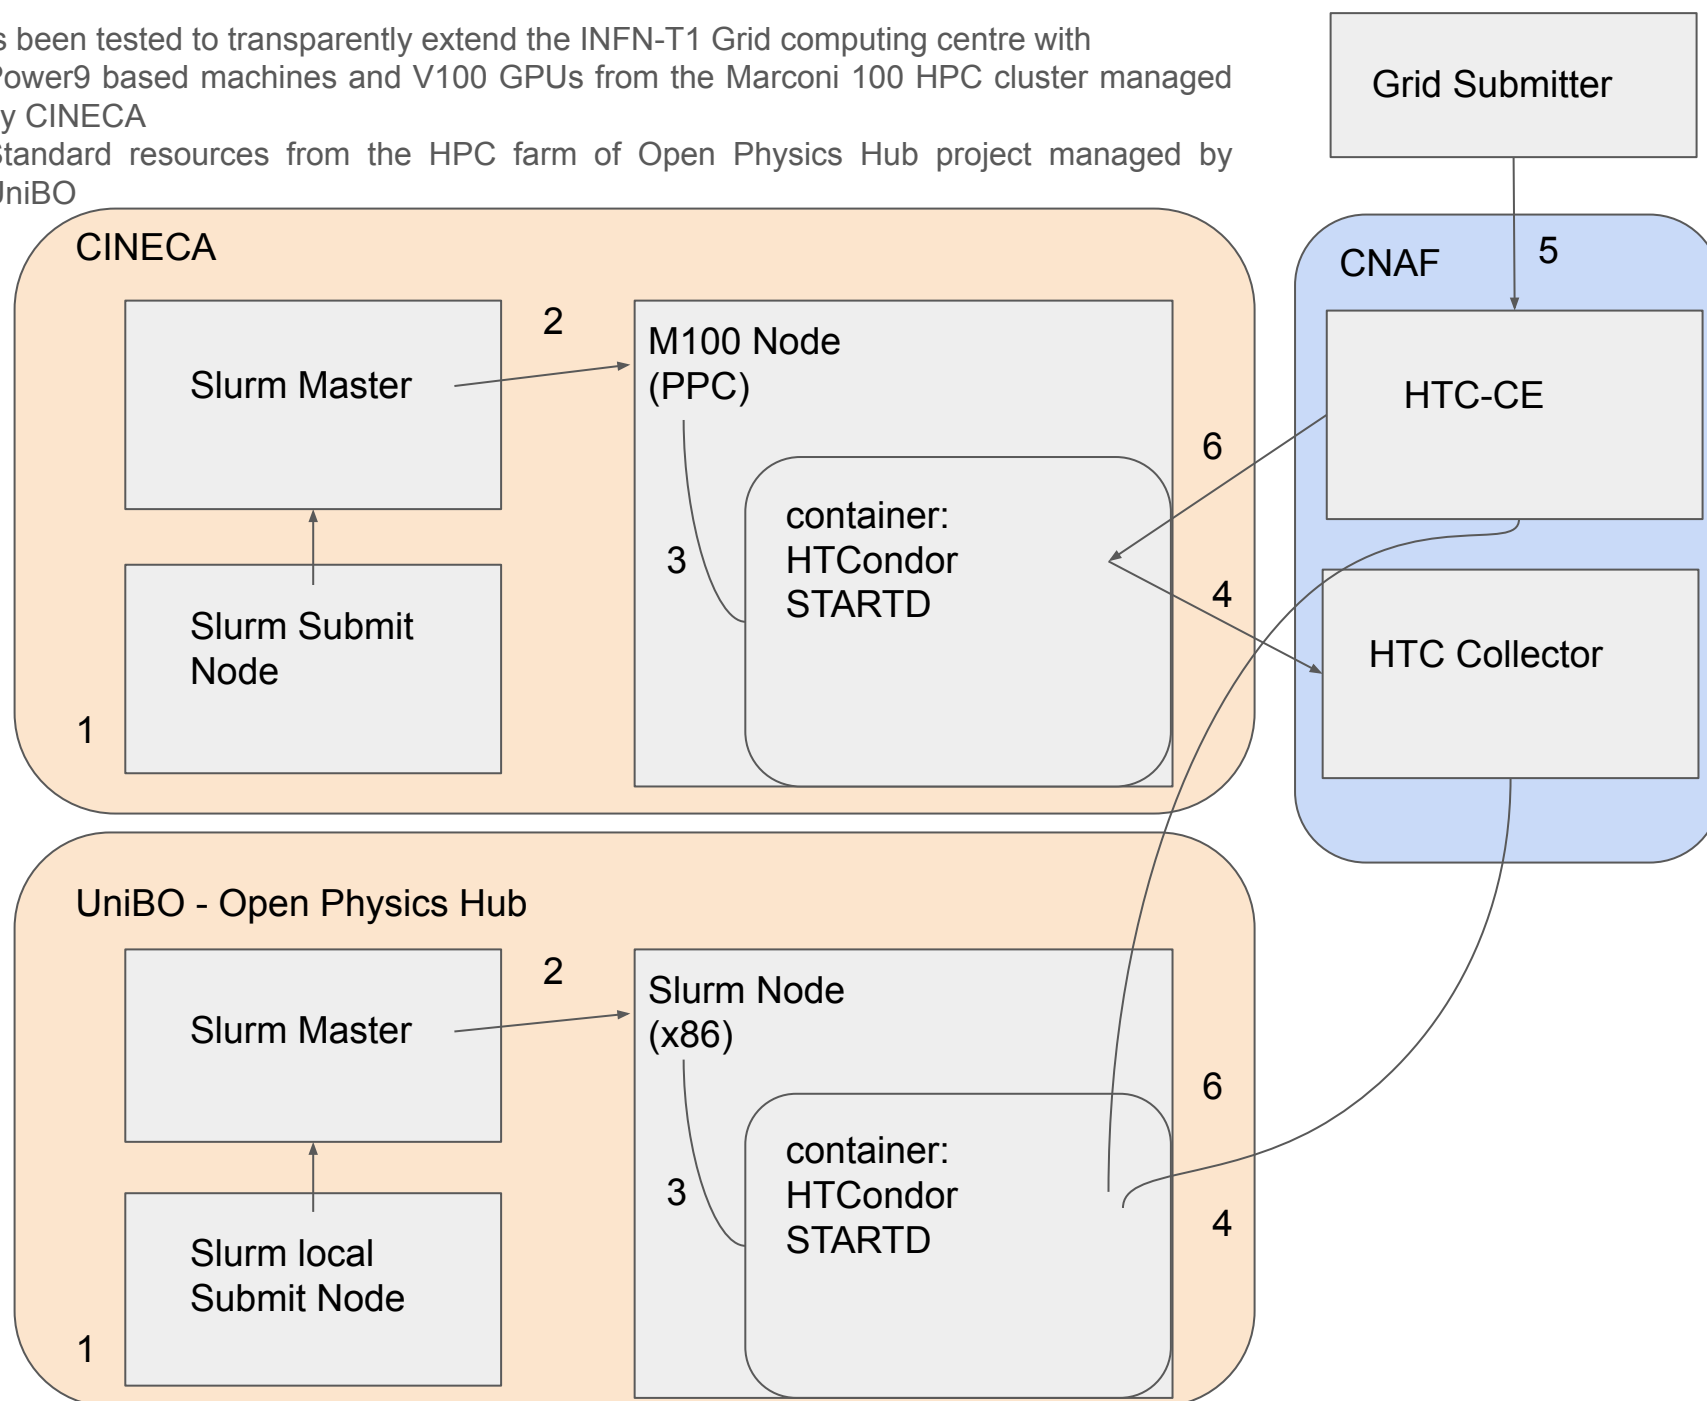 s been tested to transparently extend the INFN-T1 Grid computing centre with
Power9 based machines and V100 GPUs from the Marconi 100 HPC cluster managed
y CINECA
Standard resources from the HPC farm of Open Physics Hub project managed by
UniBO
Grid Submitter
CINECA
CNAF
5
2
Slurm Master
M100 Node
(PPC)
HTC-CE
6
container:
HTCondor
STARTD
3
4
Slurm Submit
Node
HTC Collector
1
UniBO - Open Physics Hub
2
Slurm Master
Slurm Node
(x86)
6
container:
HTCondor
STARTD
3
4
Slurm local
Submit Node
1